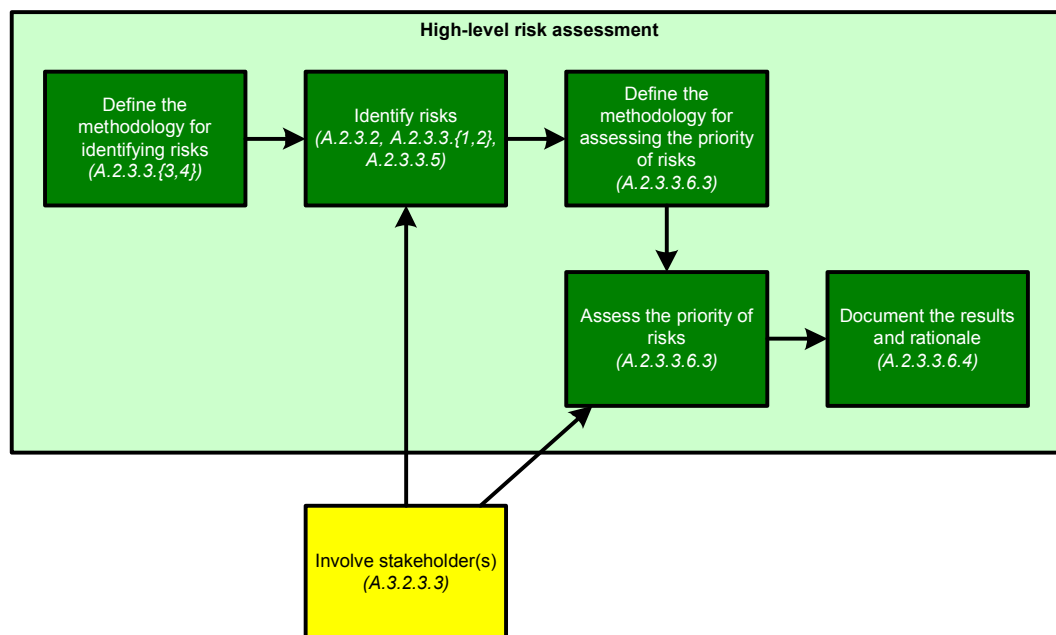 High-level risk assessment
Define the
methodology for
identifying risks
(A.2.3.3.{3,4})
Identify risks
(A.2.3.2, A.2.3.3.{1,2},
A.2.3.3.5)
Define the
methodology for
assessing the priority
of risks
(A.2.3.3.6.3)
Assess the priority of
risks
(A.2.3.3.6.3)
Document the results
and rationale
(A.2.3.3.6.4)
Involve stakeholder(s)
(A.3.2.3.3)